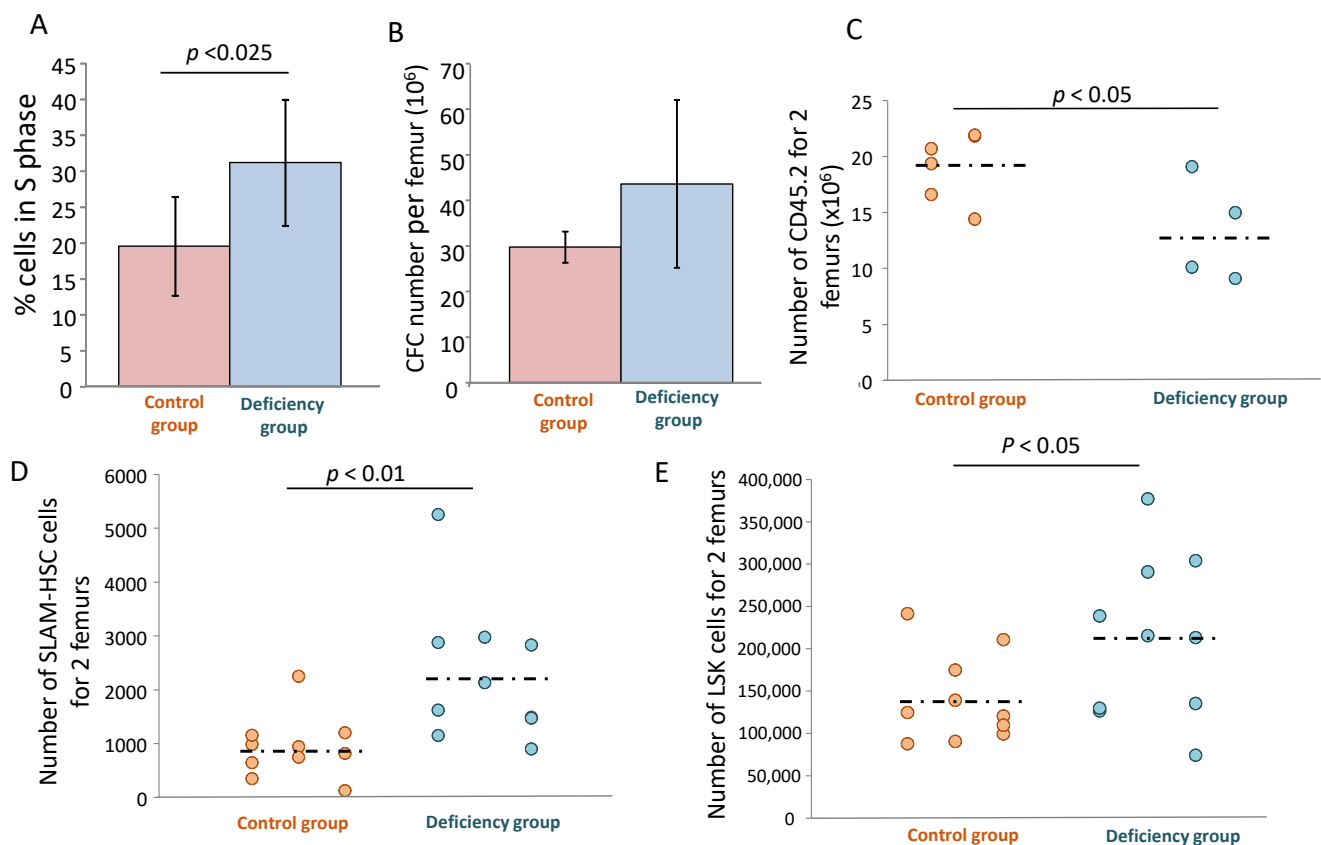 A
p <0.025
% cells in S phase
45
40
35
30
25
20
15
10
5
0
Control
group
Deficiency
group
B
CFC number per femur (10⁶)
70
60
50
40
30
20
10
0
Control
group
Deficiency
group
C
p < 0.05
Number of CD45.2 for 2
femurs (x10⁶)
25
20
15
10
5
0
Control group
Deficiency group
D
p < 0.01
Number of SLAM-HSC cells
for 2 femurs
6000
5000
4000
3000
2000
1000
0
Control group
Deficiency group
E
P < 0.05
Number of LSK cells for 2 femurs
400,000
350,000
300,000
250,000
200,000
150,000
100,000
50,000
0
Control group
Deficiency group